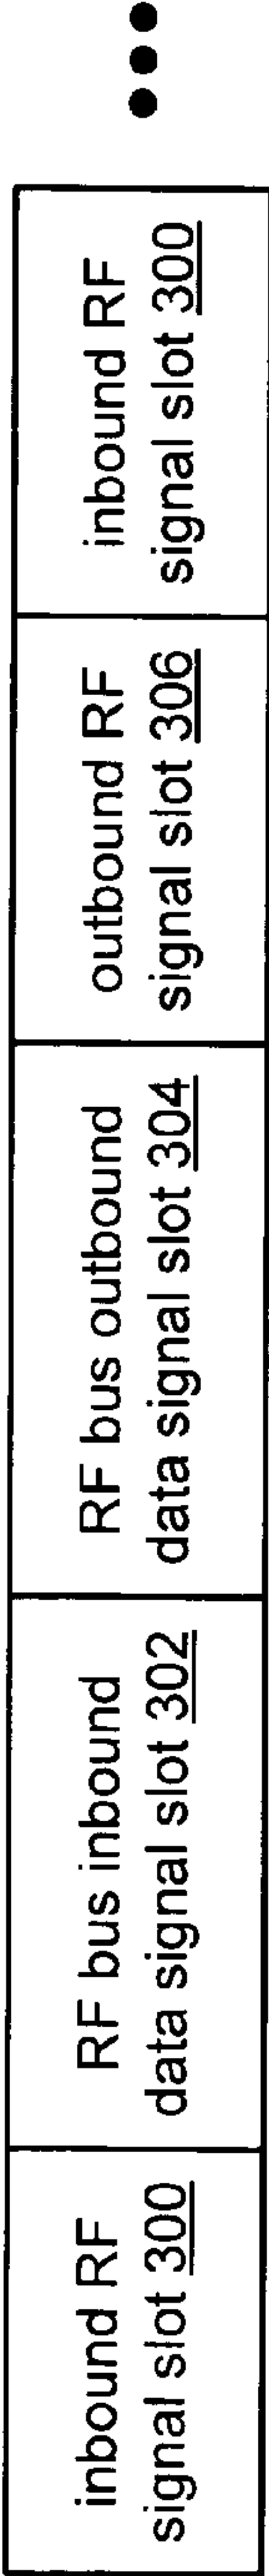 inbound RF
signal slot 300
RF bus inbound
data signal slot 302
RF bus outbound
data signal slot 304
outbound RF
signal slot 306
inbound RF
signal slot 300